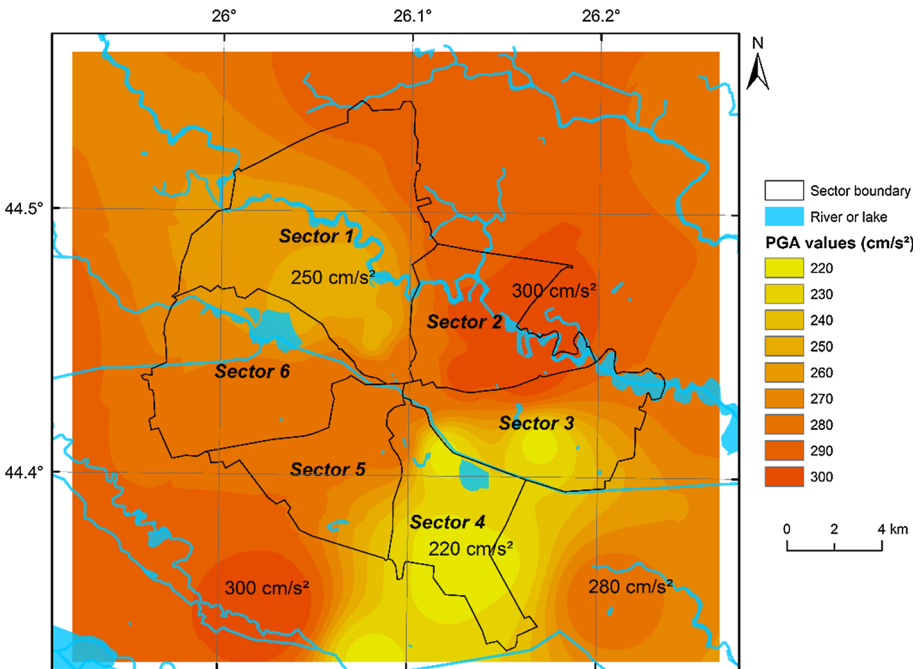 26° 26.1° 26.2°
N
44.5°
44.4°
Sector 1
250 cm/s²
300 cm/s²
Sector 2
Sector 6
Sector 3
Sector 5
Sector 4
220 cm/s²
300 cm/s²
280 cm/s²
Sector boundary
River or lake
PGA values (cm/s²)
220
230
240
250
260
270
280
290
300
0 2 4 km